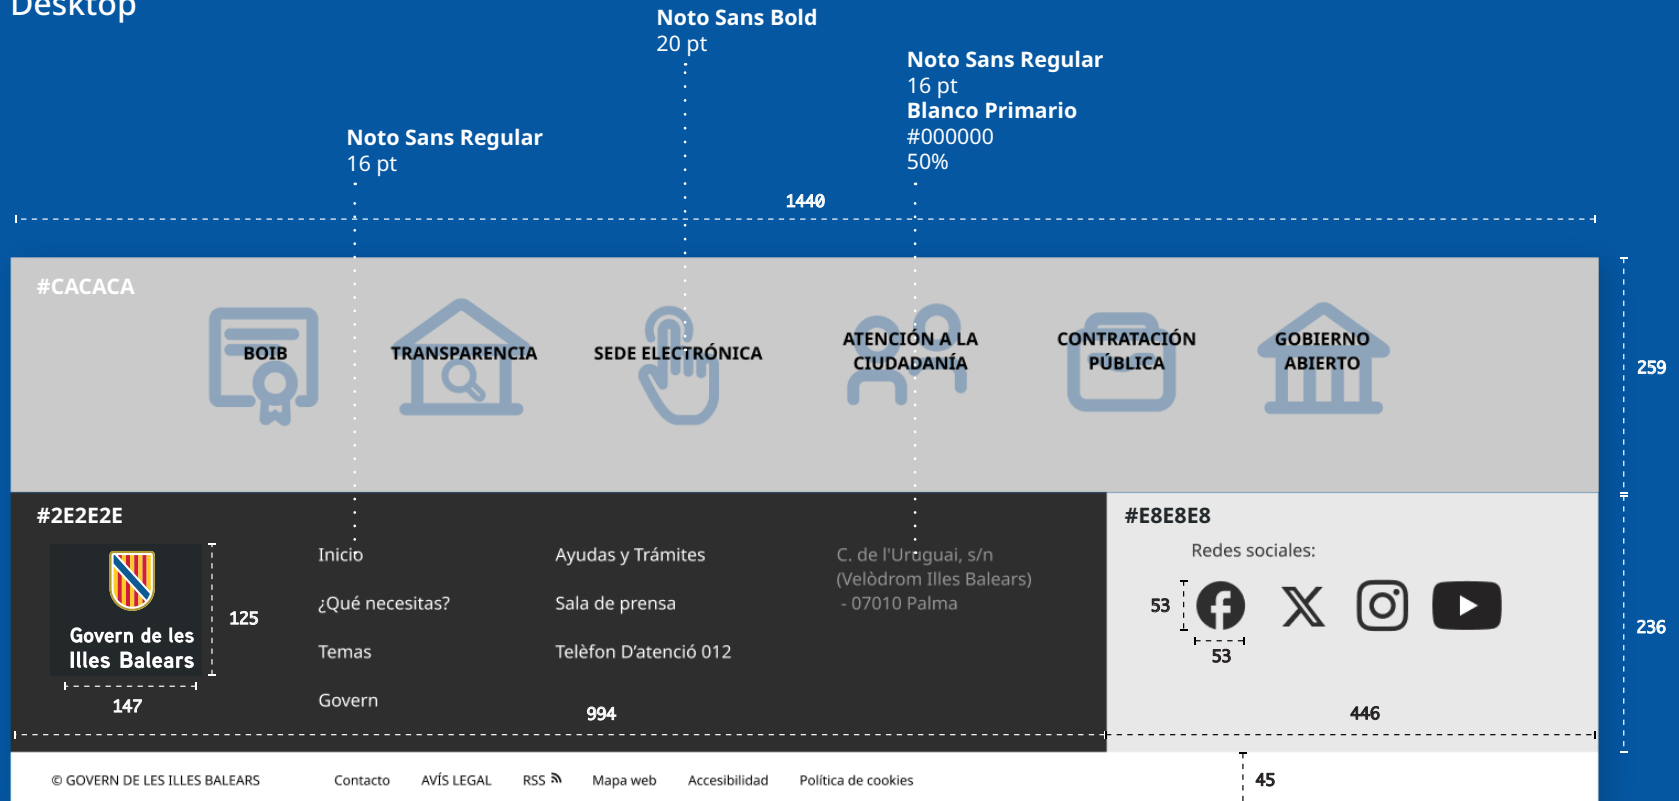 Desktop
Noto Sans Bold
20 pt
Noto Sans Regular
16 pt
Blanco Primario
#000000
50%
Noto Sans Regular
16 pt
1440
#CACACA
BOIB
TRANSPARENCIA
SEDE ELECTRÓNICA
ATENCIÓN A LA
CIUDADANÍA
CONTRATACIÓN
PÚBLICA
GOBIERNO
ABIERTO
259
#2E2E2E
Govern de les
Illes Balears
125
147
Inicio
¿Qué necesitas?
Temas
Govern
Ayudas y Trámites
Sala de prensa
Telèfon D’atenció 012
C. de l'Uruguai, s/n
(Velòdrom Illes Balears)
- 07010 Palma
994
#E8E8E8
Redes sociales:
53
53
446
236
© GOVERN DE LES ILLES BALEARS
Contacto
AVÍS LEGAL
RSS
Mapa web
Accesibilidad
Política de cookies
45